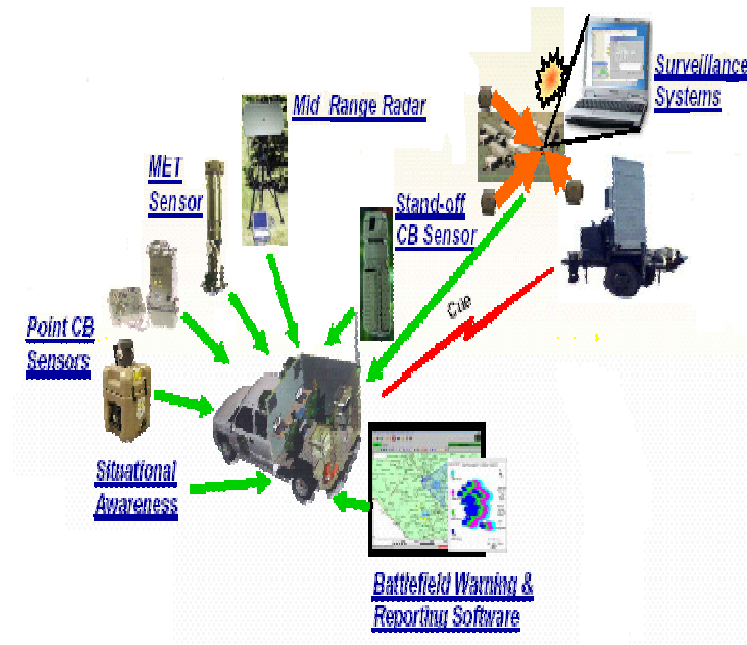 Surveillance
Systems
Mid Range Radar
MET
Sensor
Stand-off
CB Sensor
Cue
Point CB
Sensors
Situational
Awareness
Battlefield Warning &
Reporting Software